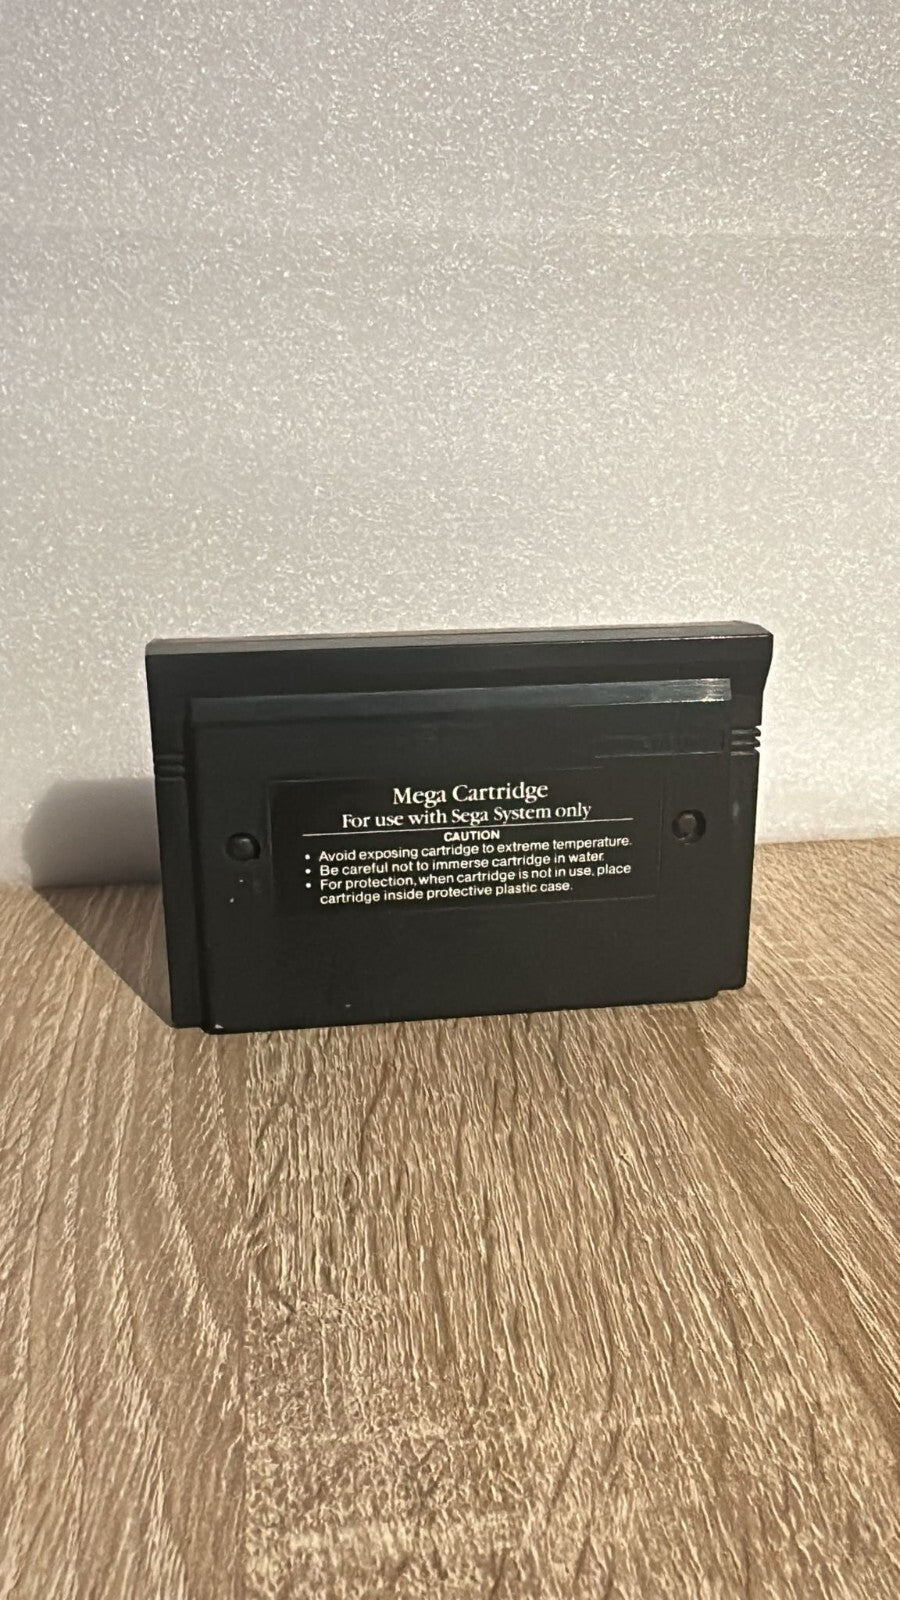 Mega Cartridge
For use with Sega System only
CAUTION
• Avoid exposing cartridge to extreme temperature.
• Be careful not to immerse cartridge in water.
• For protection, when cartridge is not in use, place
cartridge inside protective plastic case.